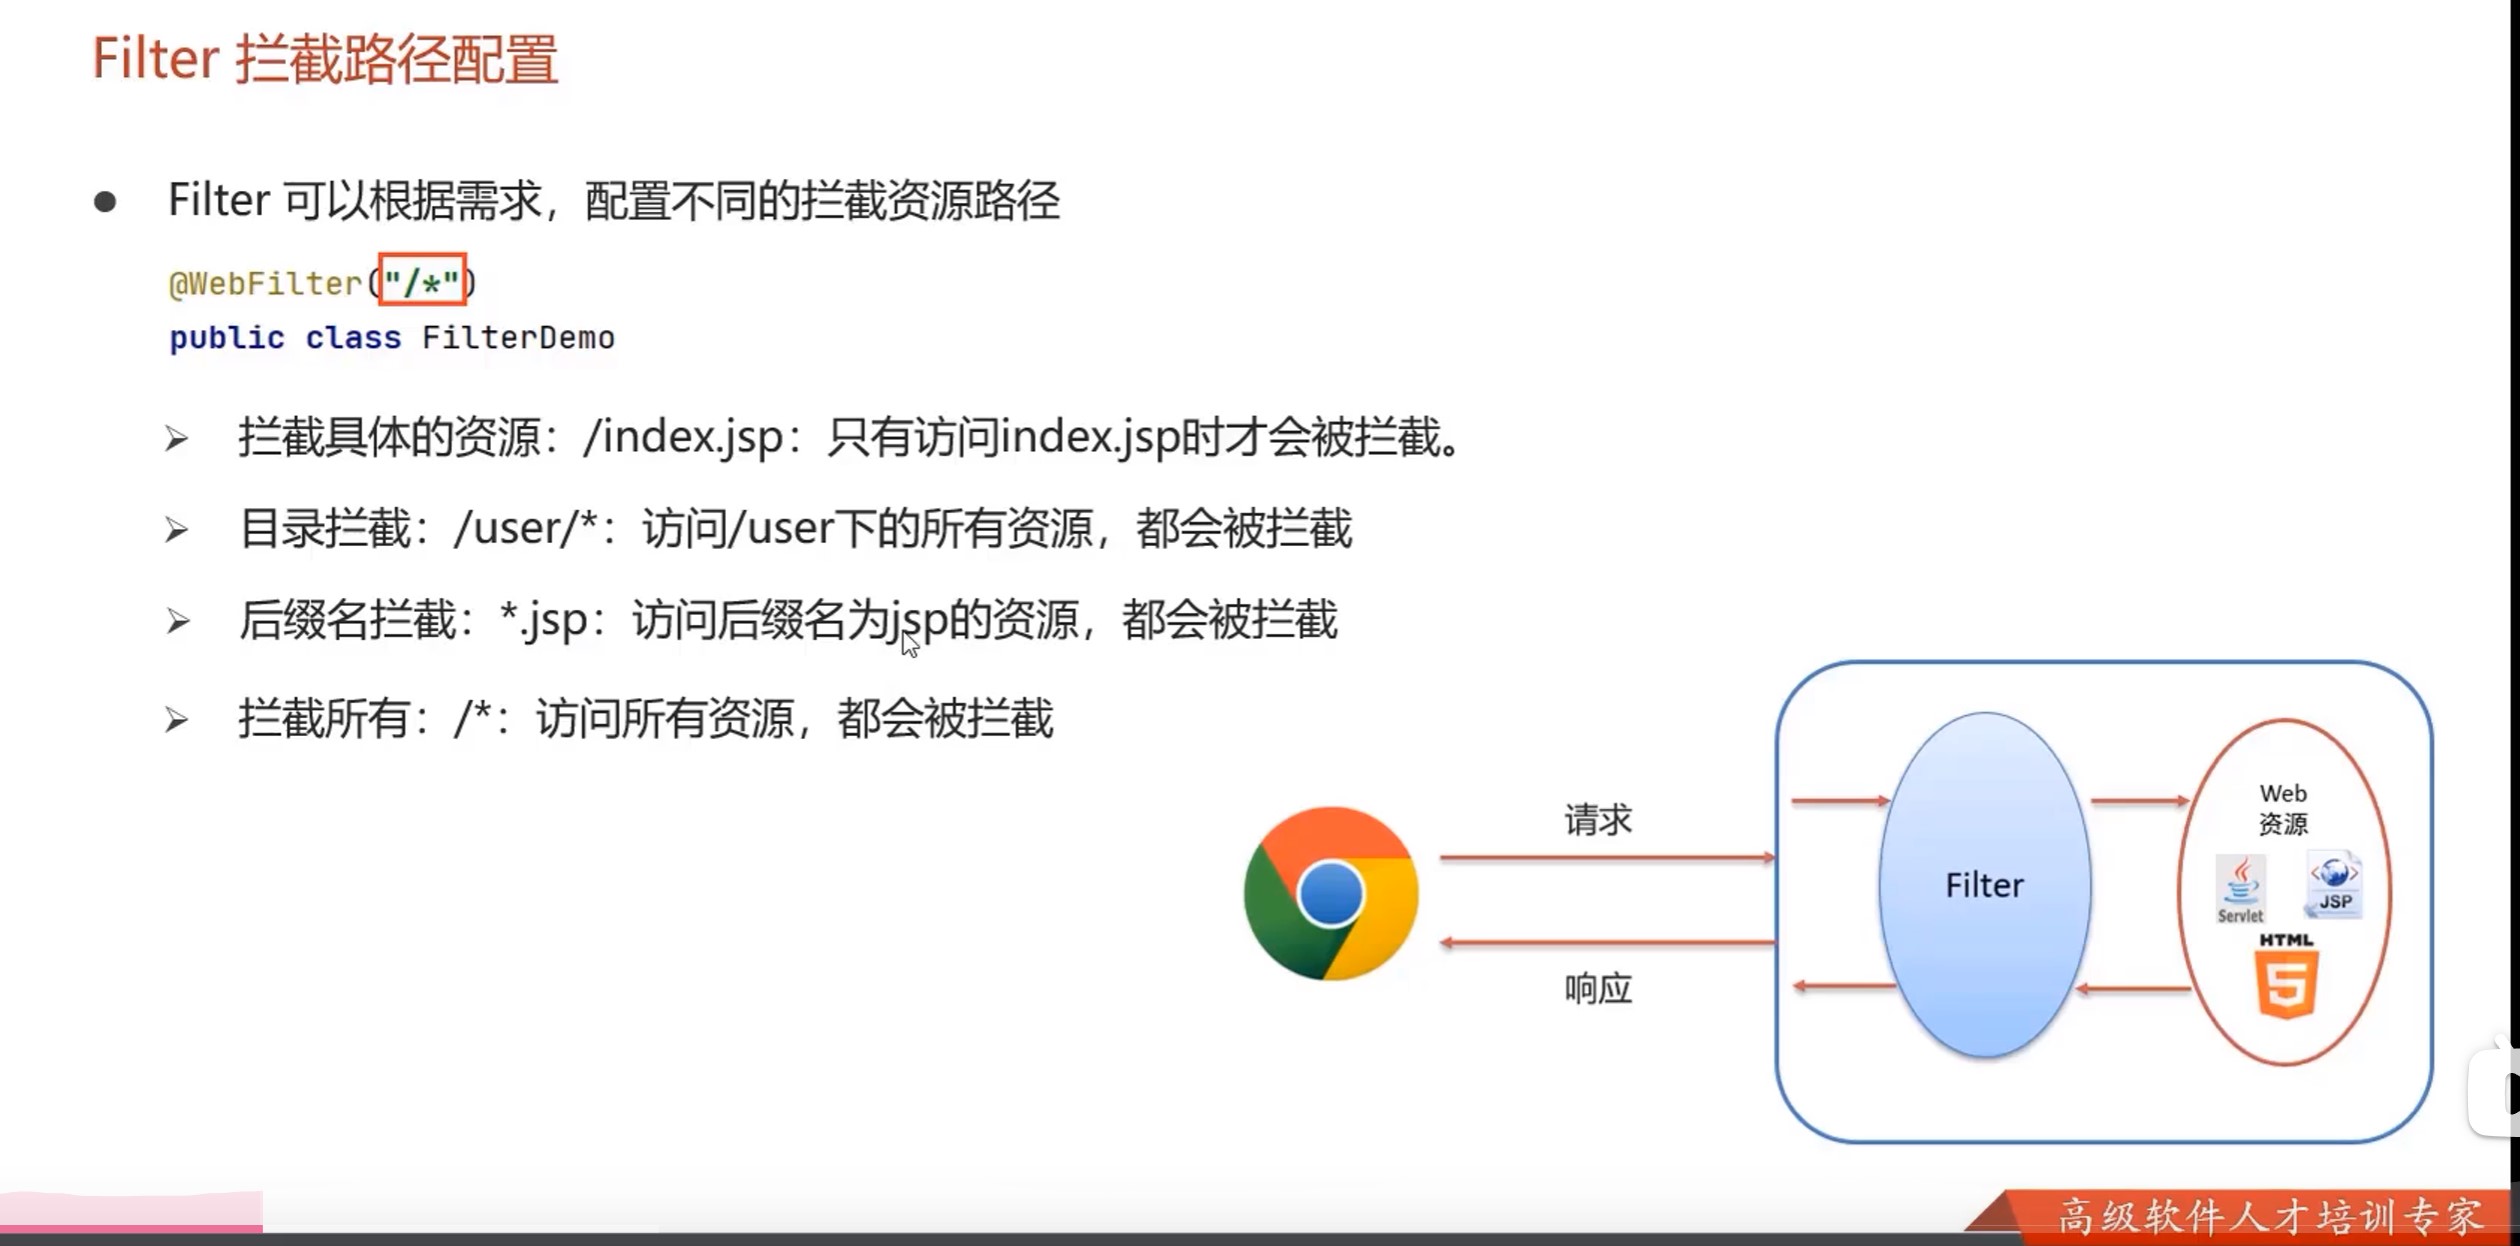 Filter 拦截路径配置
● Filter 可以根据需求，配置不同的拦截资源路径
@WebFilter("/*")
public class FilterDemo
➢ 拦截具体的资源：/index.jsp：只有访问index.jsp时才会被拦截。
➢ 目录拦截：/user/*：访问/user下的所有资源，都会被拦截
➢ 后缀名拦截：*.jsp：访问后缀名为jsp的资源，都会被拦截
➢ 拦截所有：/*：访问所有资源，都会被拦截
请求
响应
Filter
Web
资源
Servlet
JSP
HTML
5
高级软件人才培训专家